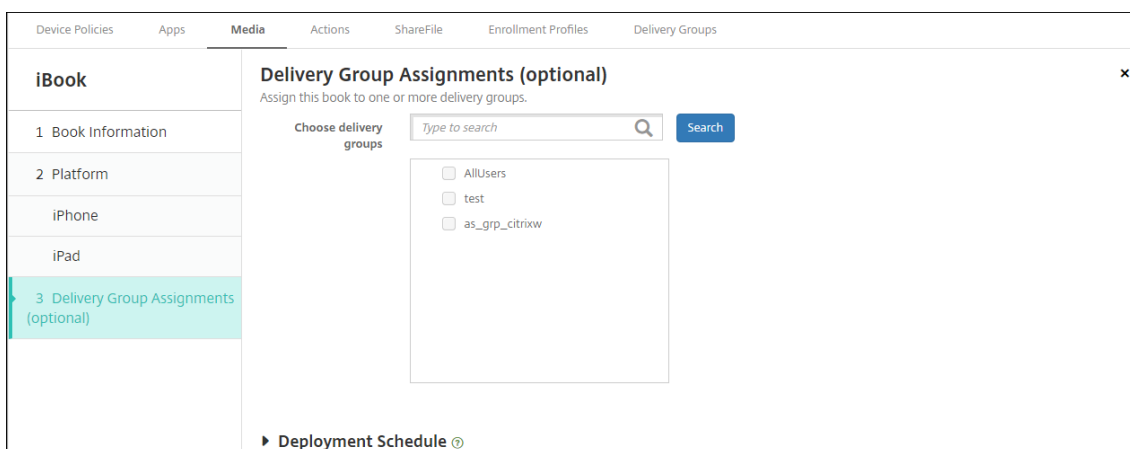 Device Policies Apps Media Actions ShareFile Enrollment Profiles Delivery Groups
iBook
1 Book Information
2 Platform
iPhone
iPad
3 Delivery Group Assignments
(optional)
Delivery Group Assignments (optional)
×
Assign this book to one or more delivery groups.
Choose delivery
groups
Type to search
Search
AllUsers
test
as_grp_citrixw
Deployment Schedule ?